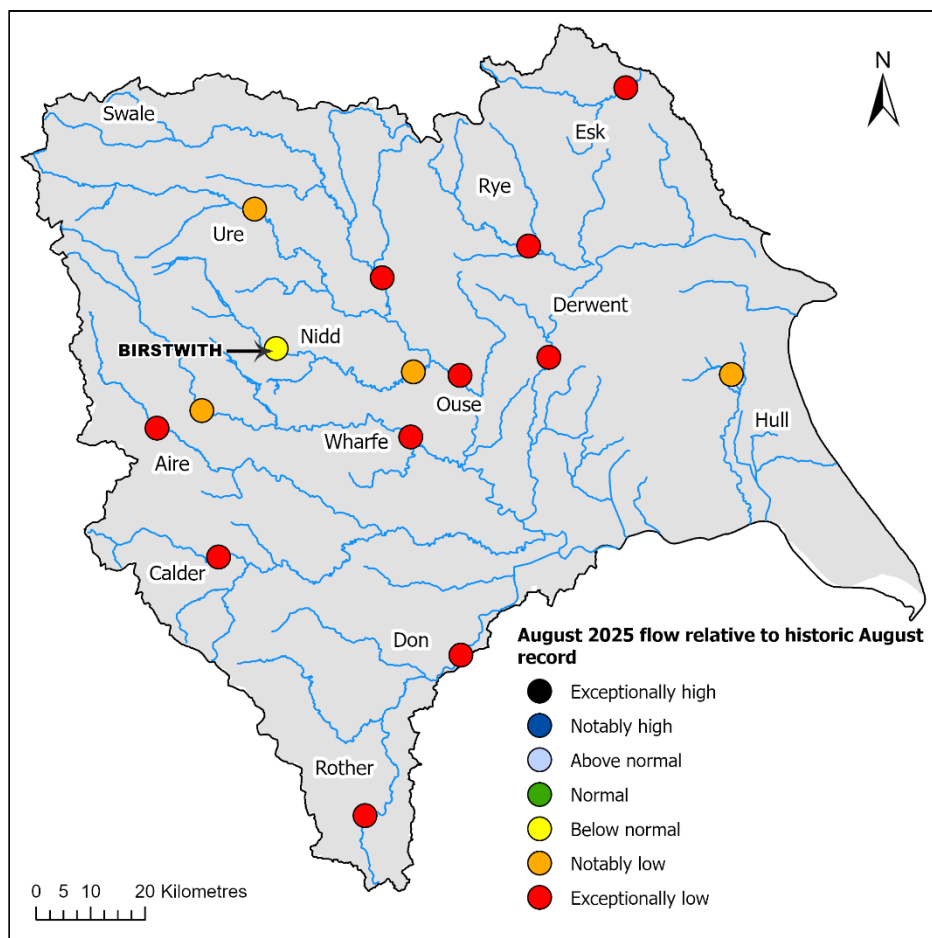 N
Swale
Esk
Rye
Ure
Derwent
Nidd
BIRSTWITH
Ouse
Hull
Wharfe
Aire
Calder
Don
Rother
August 2025 flow relative to historic August
record
Exceptionally high
Notably high
Above normal
Normal
Below normal
Notably low
Exceptionally low
0 5 10 20 Kilometres